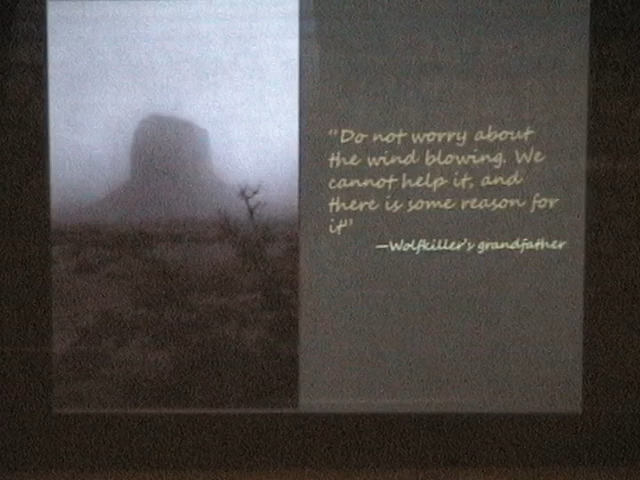 "Do not worry about
the wind blowing. We
cannot help it, and
there is some reason for
it"
—Wolfkiller's grandfather